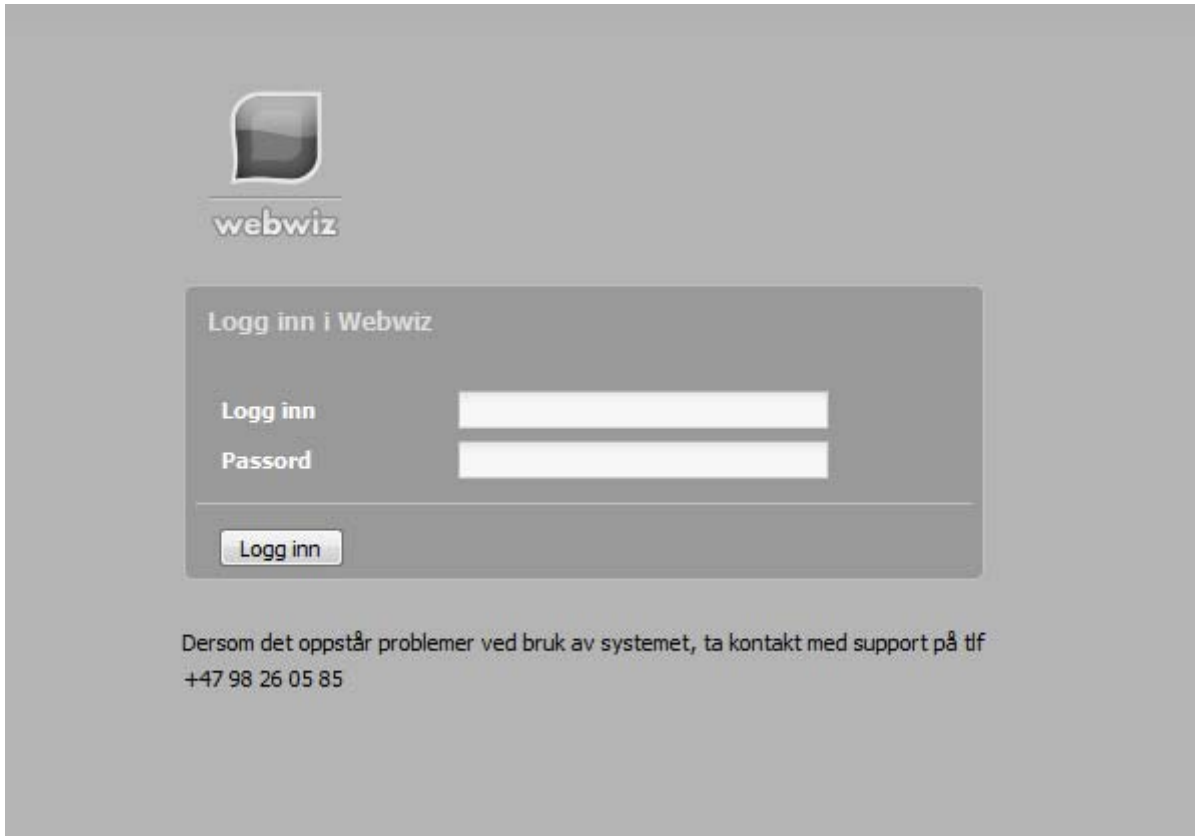 webwiz
Logg inn i Webwiz
Logg inn
Passord
Logg inn
Dersom det oppstår problemer ved bruk av systemet, ta kontakt med support på tlf
+47 98 26 05 85